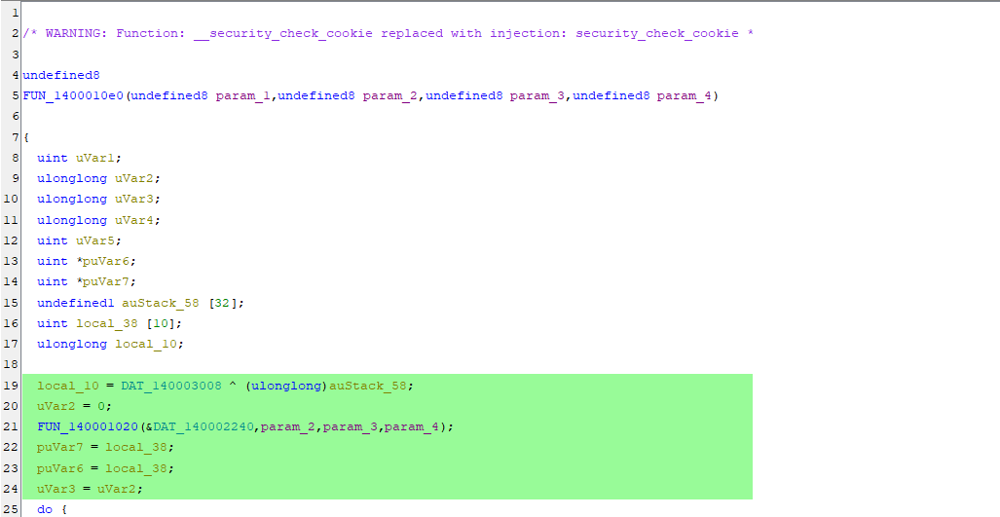 1
2 /* WARNING: Function: __security_check_cookie replaced with injection: security_check_cookie *
3
4 undefined8
5 FUN_1400010e0(undefined8 param_1,undefined8 param_2,undefined8 param_3,undefined8 param_4)
6
7 {
8 uint uVar1;
9 ulonglong uVar2;
10 ulonglong uVar3;
11 ulonglong uVar4;
12 uint uVar5;
13 uint *puVar6;
14 uint *puVar7;
15 undefined1 auStack_58 [32];
16 uint local_38 [10];
17 ulonglong local_10;
18
19 local_10 = DAT_140003008 ^ (ulonglong)auStack_58;
20 uVar2 = 0;
21 FUN_140001020(&DAT_140002240,param_2,param_3,param_4);
22 puVar7 = local_38;
23 puVar6 = local_38;
24 uVar3 = uVar2;
25 do {